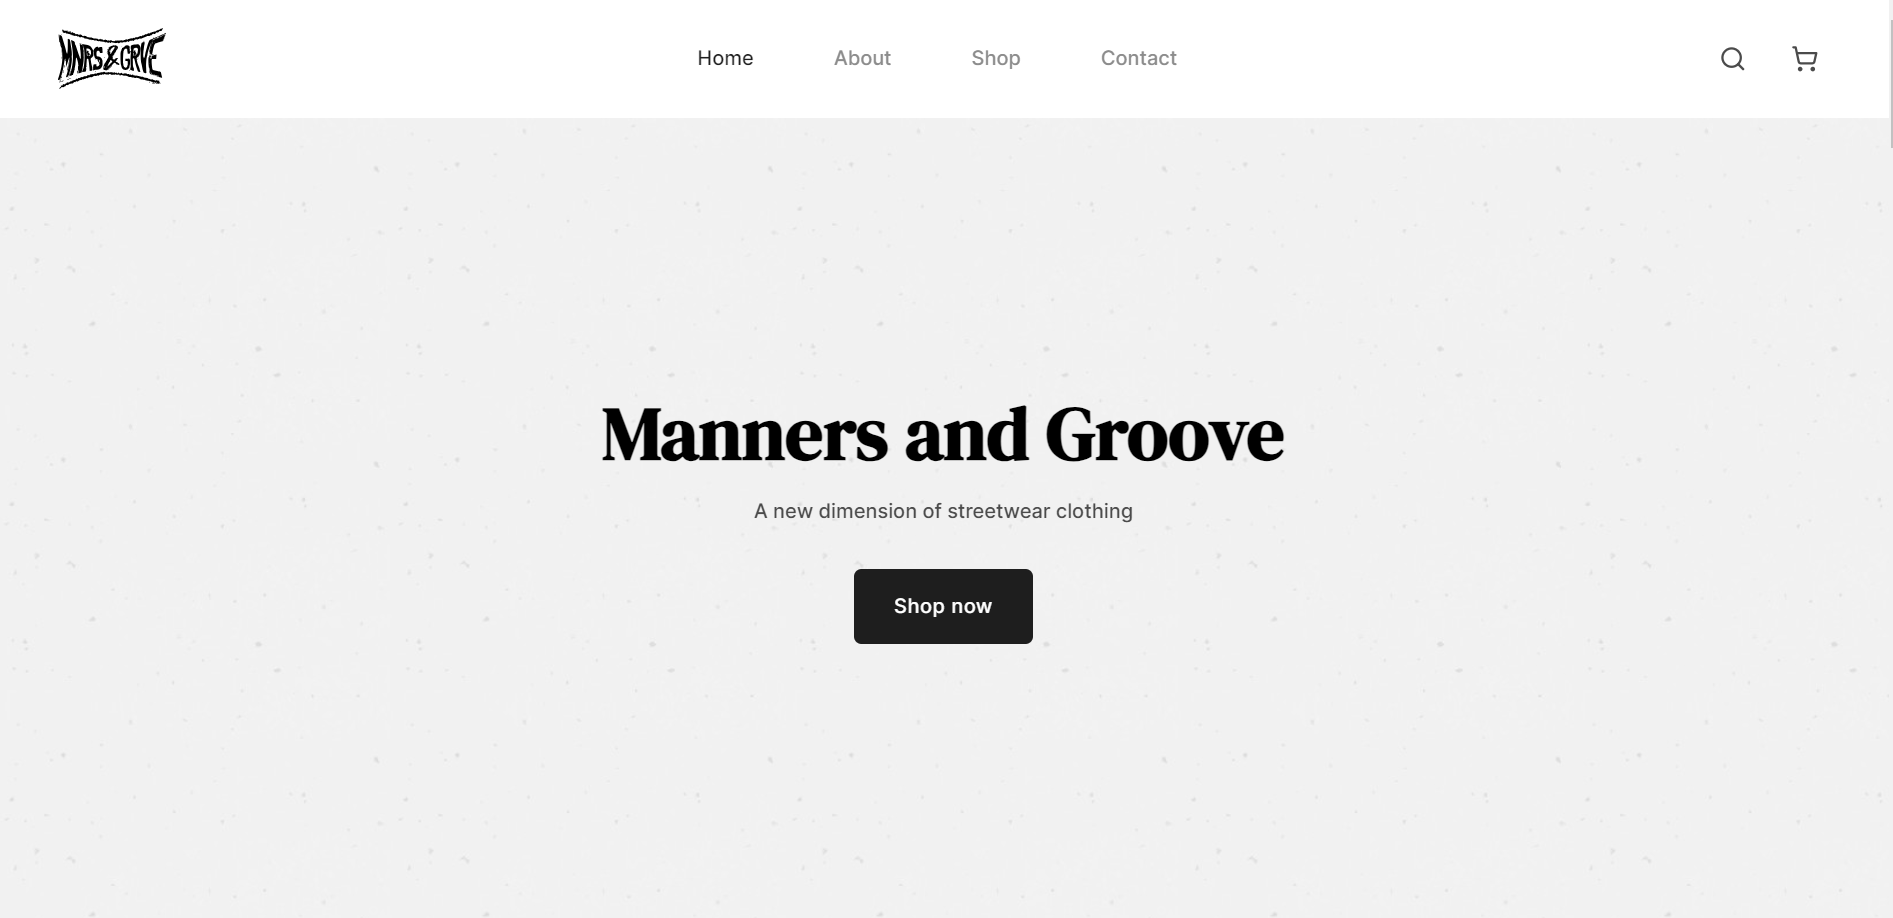 MNRS&GRVE
Home
About
Shop
Contact
Manners and Groove
A new dimension of streetwear clothing
Shop now